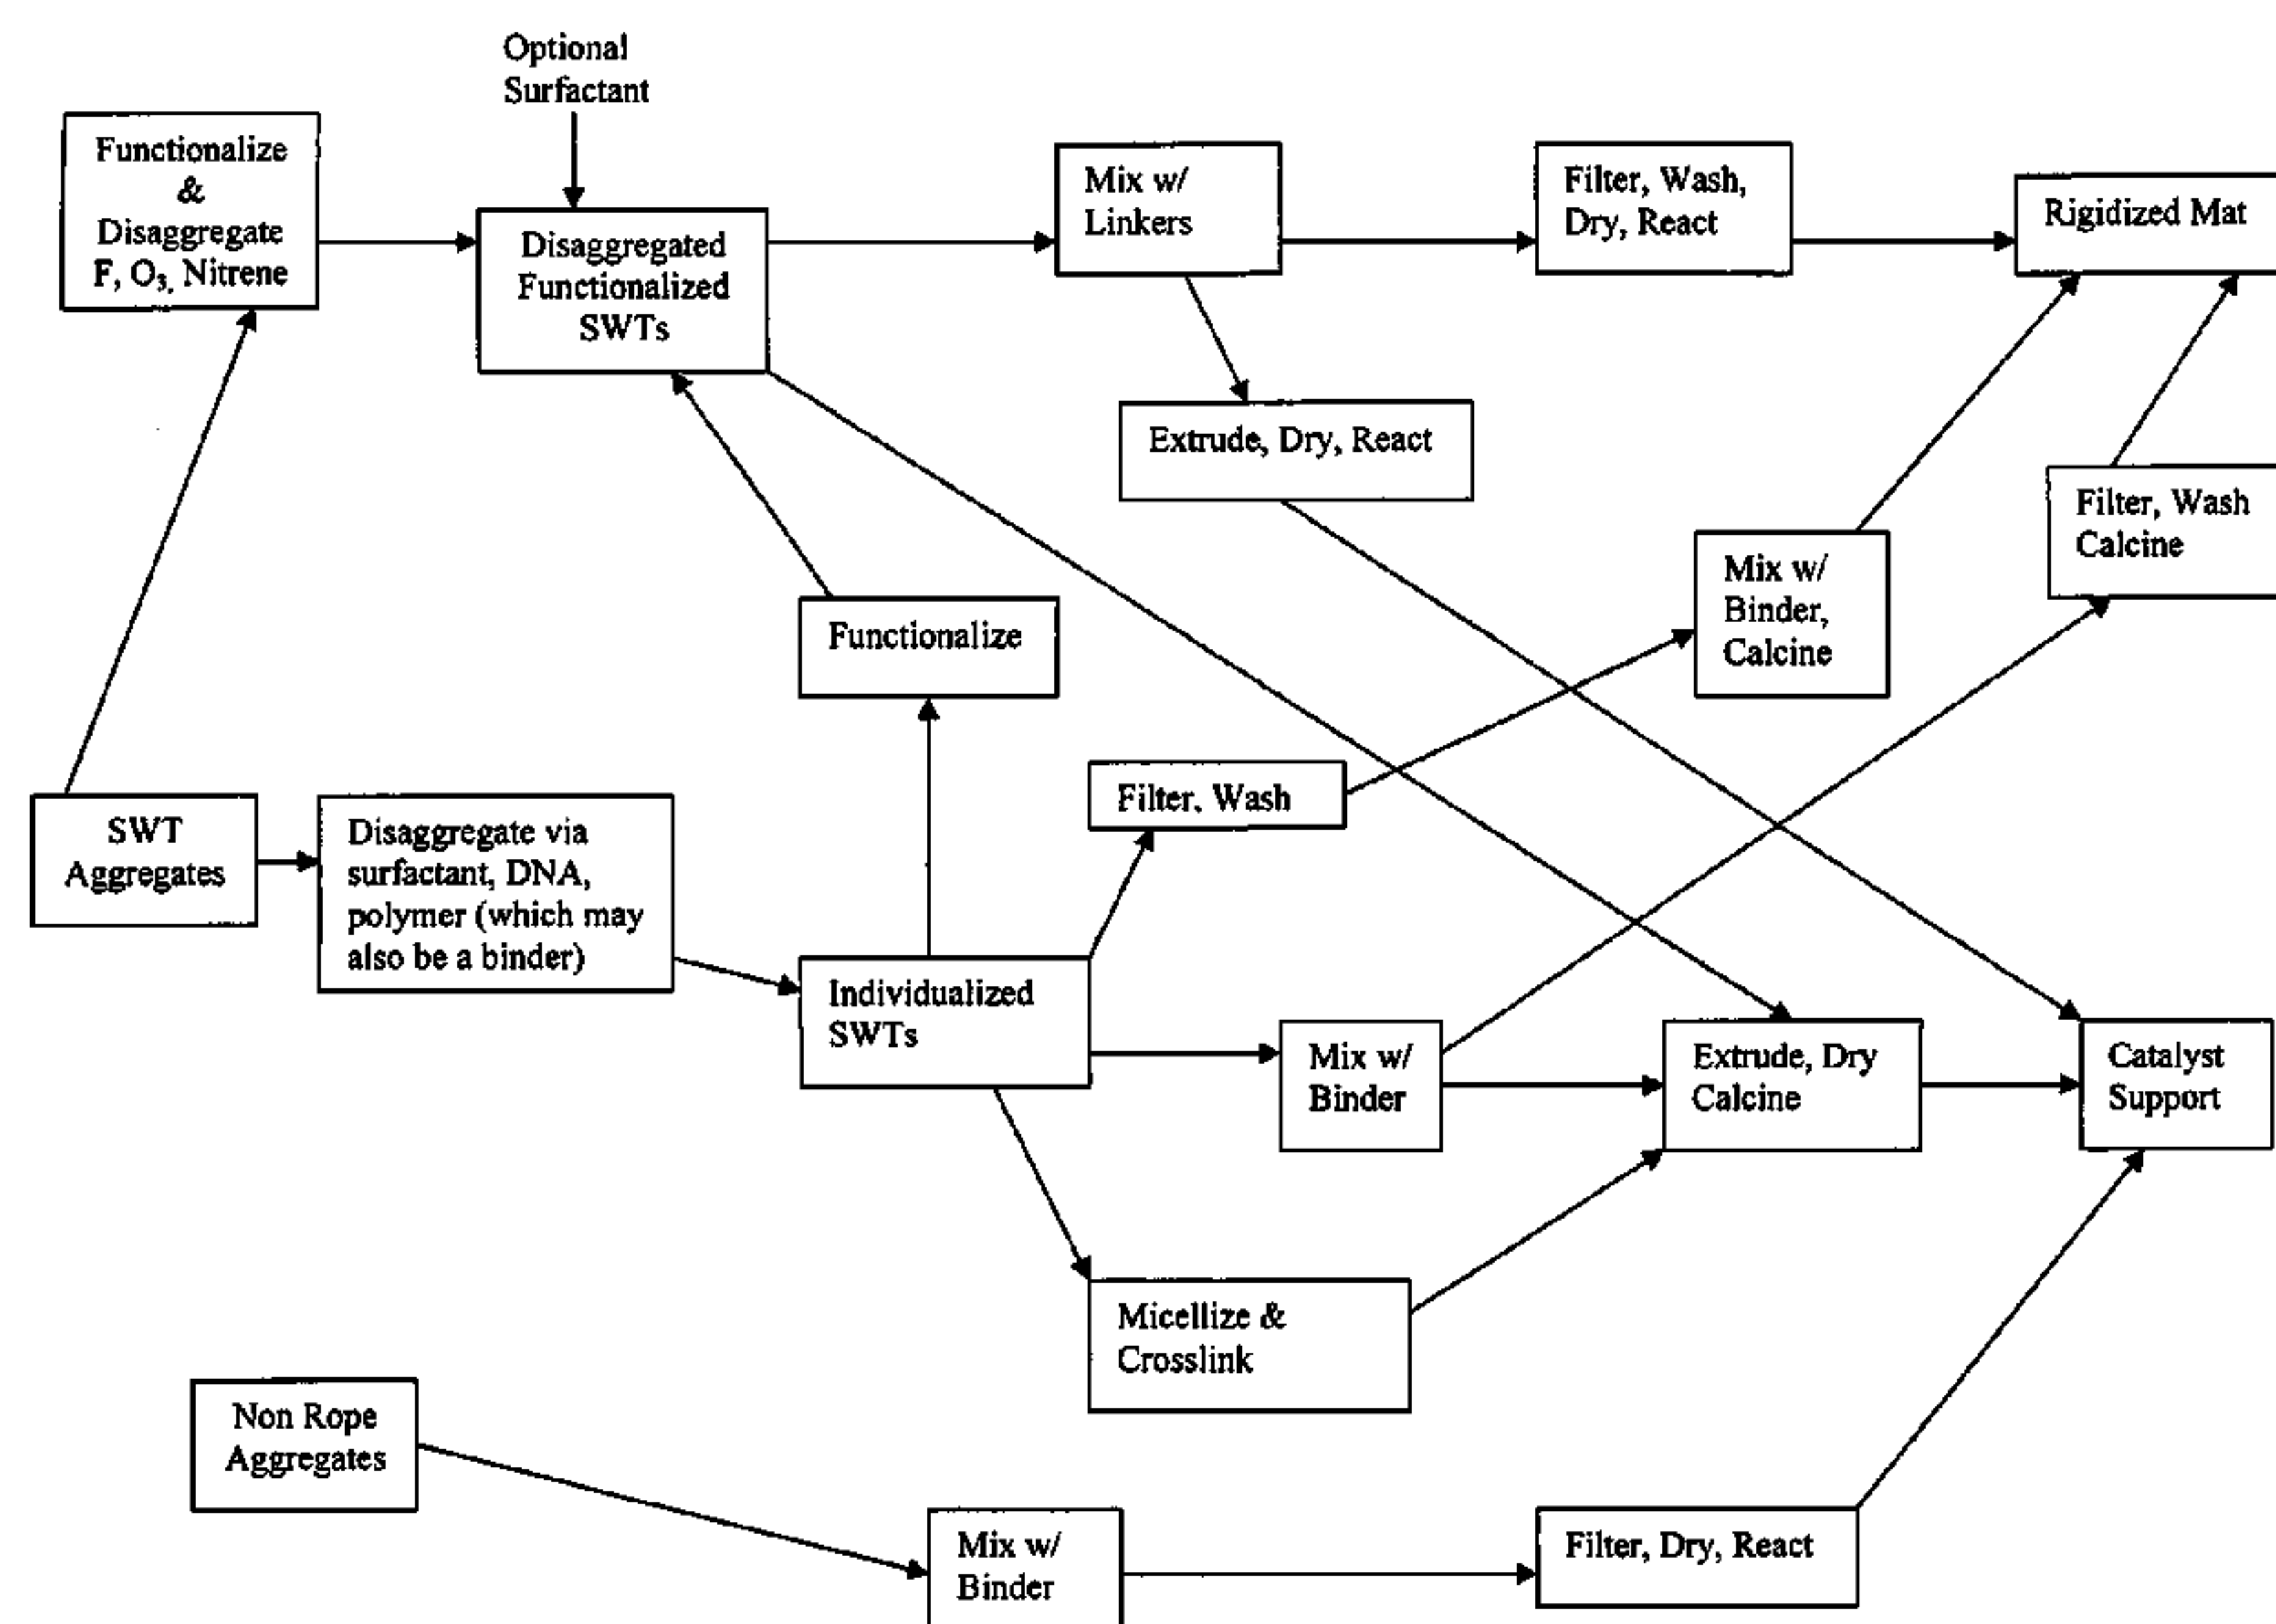 Optional
Surfactant
Functionalize
&
Disaggregate
F, O₃, Nitrene
Disaggregated
Functionalized
SWTs
Mix w/
Linkers
Filter, Wash,
Dry, React
Rigidized Mat
Extrude, Dry, React
Filter, Wash
Calcine
Mix w/
Binder,
Calcine
Functionalize
Filter, Wash
SWT
Aggregates
Disaggregate via
surfactant, DNA,
polymer (which may
also be a binder)
Individualized
SWTs
Mix w/
Binder
Extrude, Dry
Calcine
Catalyst
Support
Micellize &
Crosslink
Non Rope
Aggregates
Mix w/
Binder
Filter, Dry, React